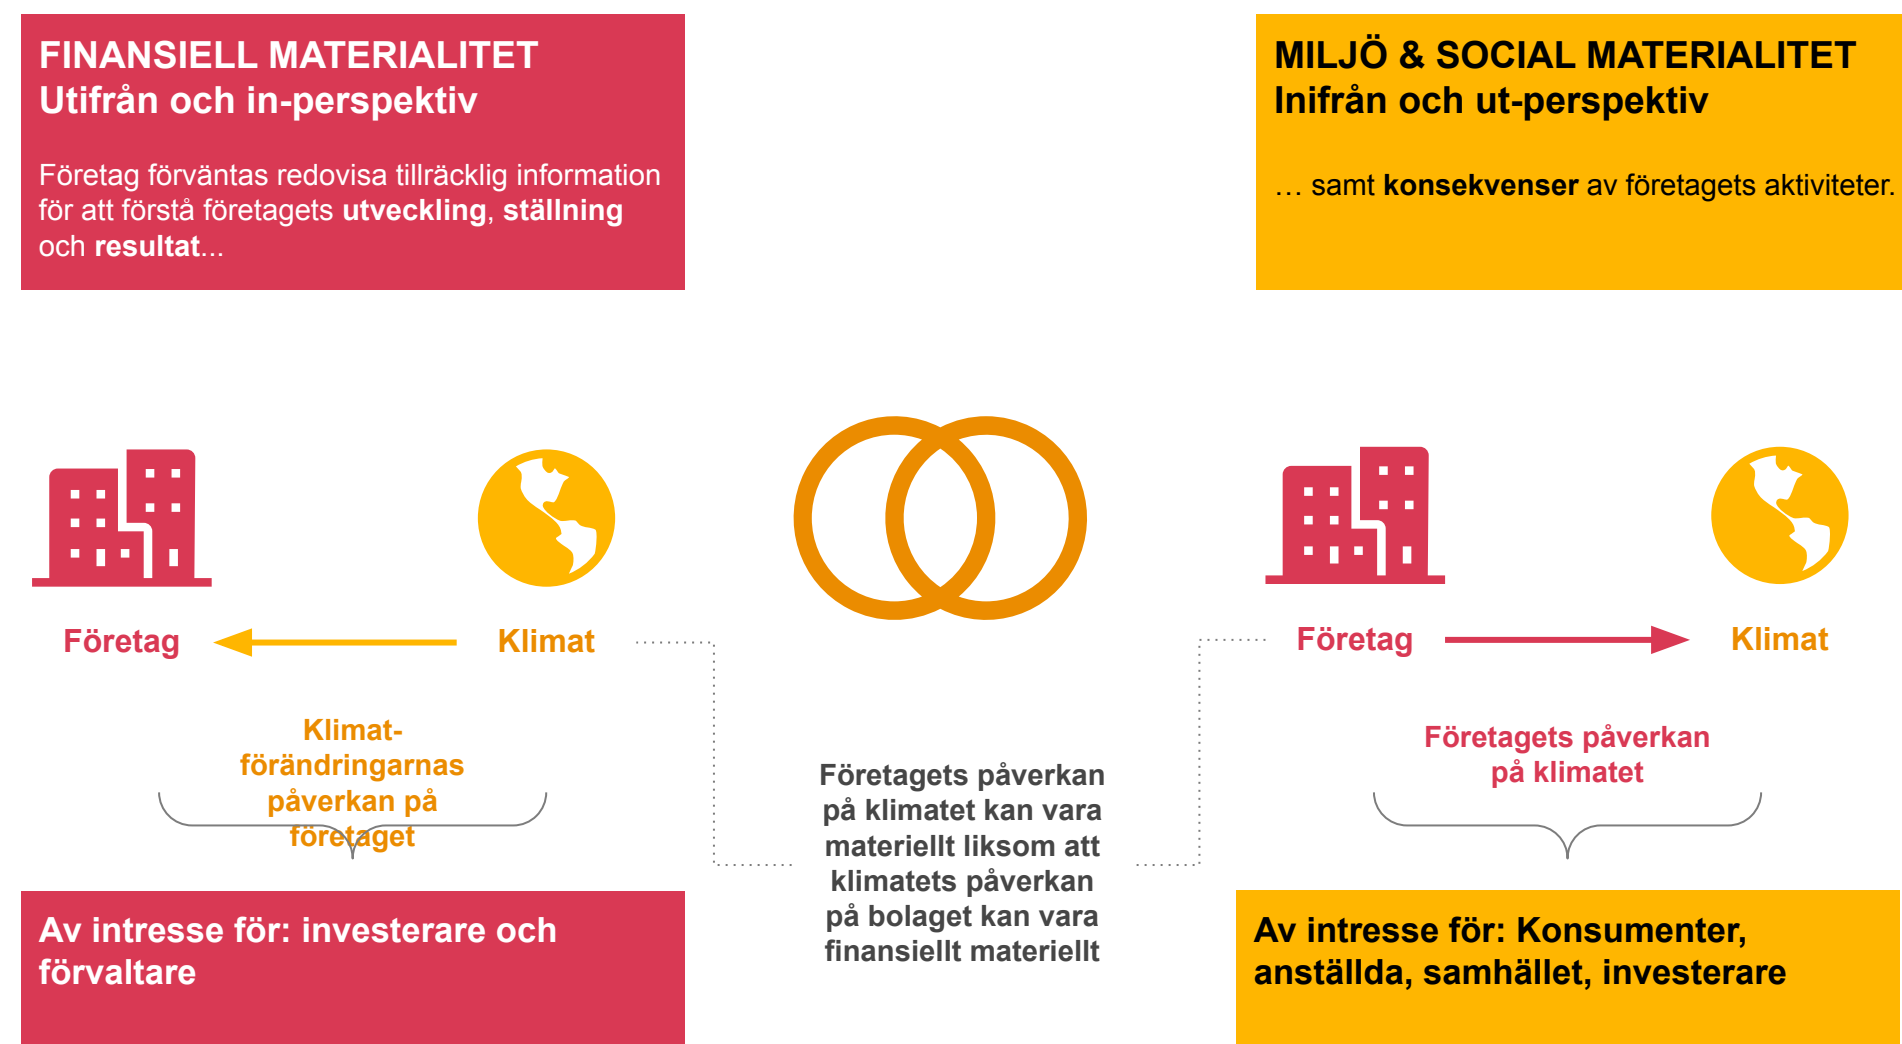 FINANSIELL MATERIALITET
Utifrån och in-perspektiv
Företag förväntas redovisa tillräcklig information
för att förstå företagets utveckling, ställning
och resultat...
MILJÖ & SOCIAL MATERIALITET
Inifrån och ut-perspektiv
… samt konsekvenser av företagets aktiviteter.
Företag
Klimat
Klimat-
förändringarnas
påverkan på
företaget
Företagets påverkan
på klimatet kan vara
materiellt liksom att
klimatets påverkan
på bolaget kan vara
finansiellt materiellt
Företag
Klimat
Företagets påverkan
på klimatet
Av intresse för: investerare och
förvaltare
Av intresse för: Konsumenter,
anställda, samhället, investerare